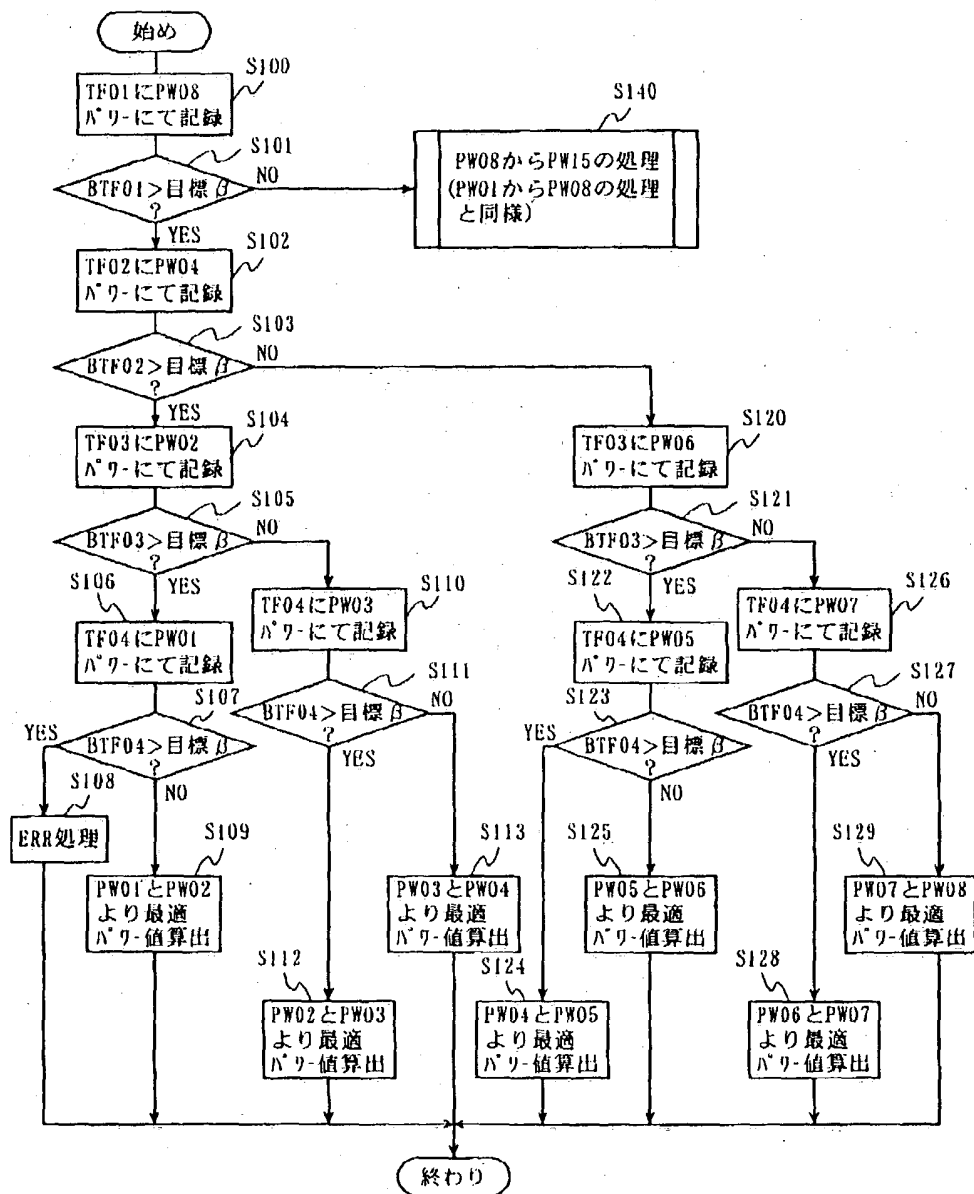 始め
S100
TF01にPW08
パワーにて記録
S101
BTF01>目標β
?
NO
YES
S140
PW08からPW15の処理
(PW01からPW08の処理
と同様)
S102
TF02にPW04
パワーにて記録
S103
BTF02>目標β
?
NO
YES
S104
TF03にPW02
パワーにて記録
S120
TF03にPW06
パワーにて記録
S105
BTF03>目標β
?
NO
YES
S121
BTF03>目標β
?
NO
YES
S106
TF04にPW01
パワーにて記録
S110
TF04にPW03
パワーにて記録
S122
TF04にPW05
パワーにて記録
S126
TF04にPW07
パワーにて記録
S107
YES
BTF04>目標β
?
NO
S111
BTF04>目標β
?
NO
YES
S123
YES
BTF04>目標β
?
NO
S127
BTF04>目標β
?
NO
YES
S108
ERR処理
S109
PW01とPW02
より最適
パワー値算出
S113
PW03とPW04
より最適
パワー値算出
S125
PW05とPW06
より最適
パワー値算出
S129
PW07とPW08
より最適
パワー値算出
S112
PW02とPW03
より最適
パワー値算出
S124
PW04とPW05
より最適
パワー値算出
S128
PW06とPW07
より最適
パワー値算出
終わり